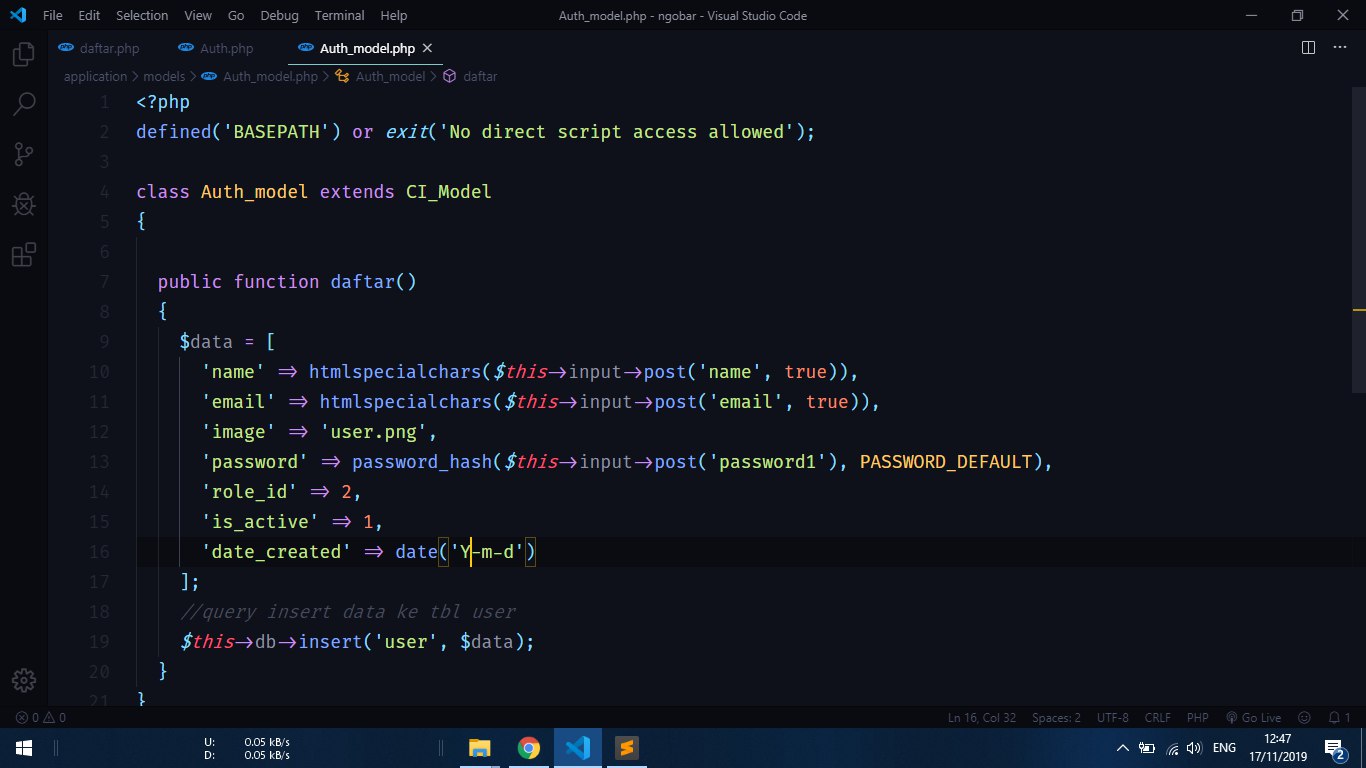 File Edit Selection View Go Debug Terminal Help Auth_model.php - ngobar - Visual Studio Code
daftar.php Auth.php Auth_model.php
application > models > Auth_model.php > Auth_model > daftar
1 <?php
2 defined('BASEPATH') or exit('No direct script access allowed');
3
4 class Auth_model extends CI_Model
5 {
6
7 public function daftar()
8 {
9 $data = [
10 'name' => htmlspecialchars($this->input->post('name', true)),
11 'email' => htmlspecialchars($this->input->post('email', true)),
12 'image' => 'user.png',
13 'password' => password_hash($this->input->post('password1'), PASSWORD_DEFAULT),
14 'role_id' => 2,
15 'is_active' => 1,
16 'date_created' => date('Y-m-d')
17 ];
18 //query insert data ke tbl user
19 $this->db->insert('user', $data);
20 }
21 }
0 0 Ln 16, Col 32 Spaces: 2 UTF-8 CRLF PHP Go Live 1
U: 0.05 kB/s
D: 0.05 kB/s
ENG
12:47
17/11/2019
2